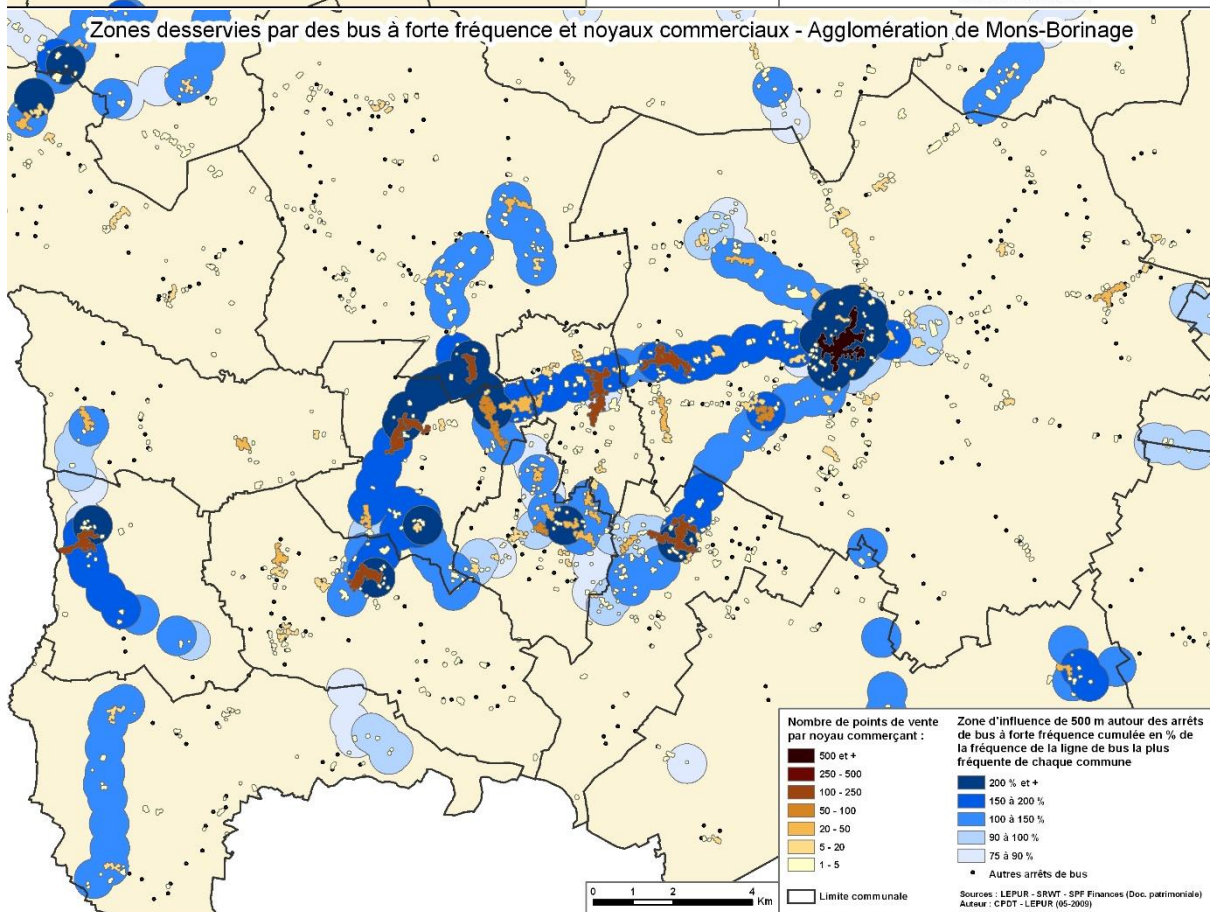 Zones desservies par des bus à forte fréquence et noyaux commerciaux - Agglomération de Mons-Borinage
Nombre de points de vente
par noyau commerçant :
500 et +
250 - 500
100 - 250
50 - 100
20 - 50
5 - 20
1 - 5
Limite communale
Zone d'influence de 500 m autour des arrêts
de bus à forte fréquence cumulée en % de
la fréquence de la ligne de bus la plus
fréquente de chaque commune
200 % et +
150 à 200 %
100 à 150 %
90 à 100 %
75 à 90 %
Autres arrêts de bus
Sources : LEPUR - SRWT - SPF Finances (Doc. patrimoniale)
Auteur : CPDT - LEPUR (05-2009)
0 1 2 4
Km